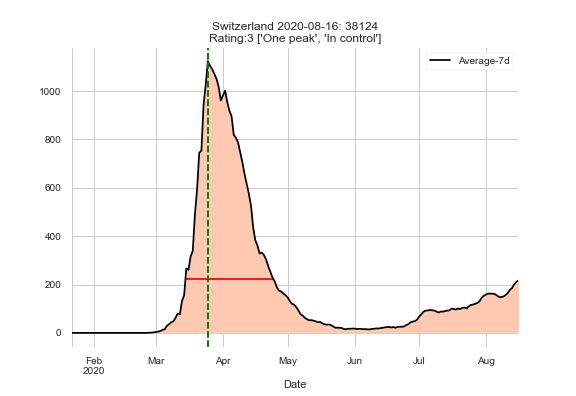 Switzerland 2020-08-16: 38124
Rating:3 ['One peak', 'In control']
Average-7d
1000
800
600
400
200
0
Feb Mar Apr May Jun Jul Aug
2020
Date